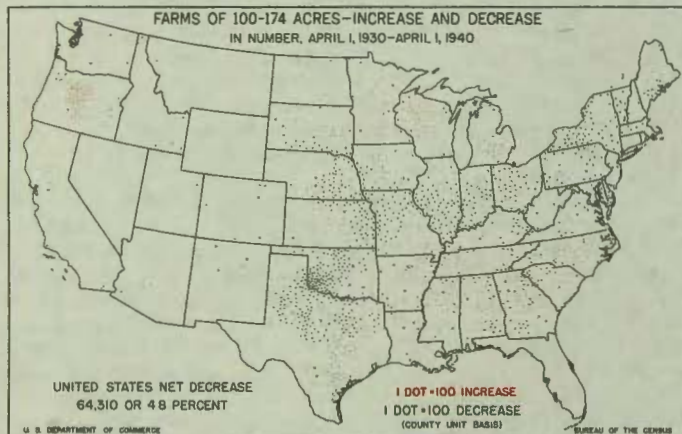 FARMS OF 100-174 ACRES-INCREASE AND DECREASE
IN NUMBER, APRIL 1, 1930-APRIL 1, 1940
UNITED STATES NET DECREASE
64,310 OR 4.8 PERCENT
1 DOT=100 INCREASE
1 DOT=100 DECREASE
(COUNTY UNIT BASIS)
U. S. DEPARTMENT OF COMMERCE
BUREAU OF THE CENSUS